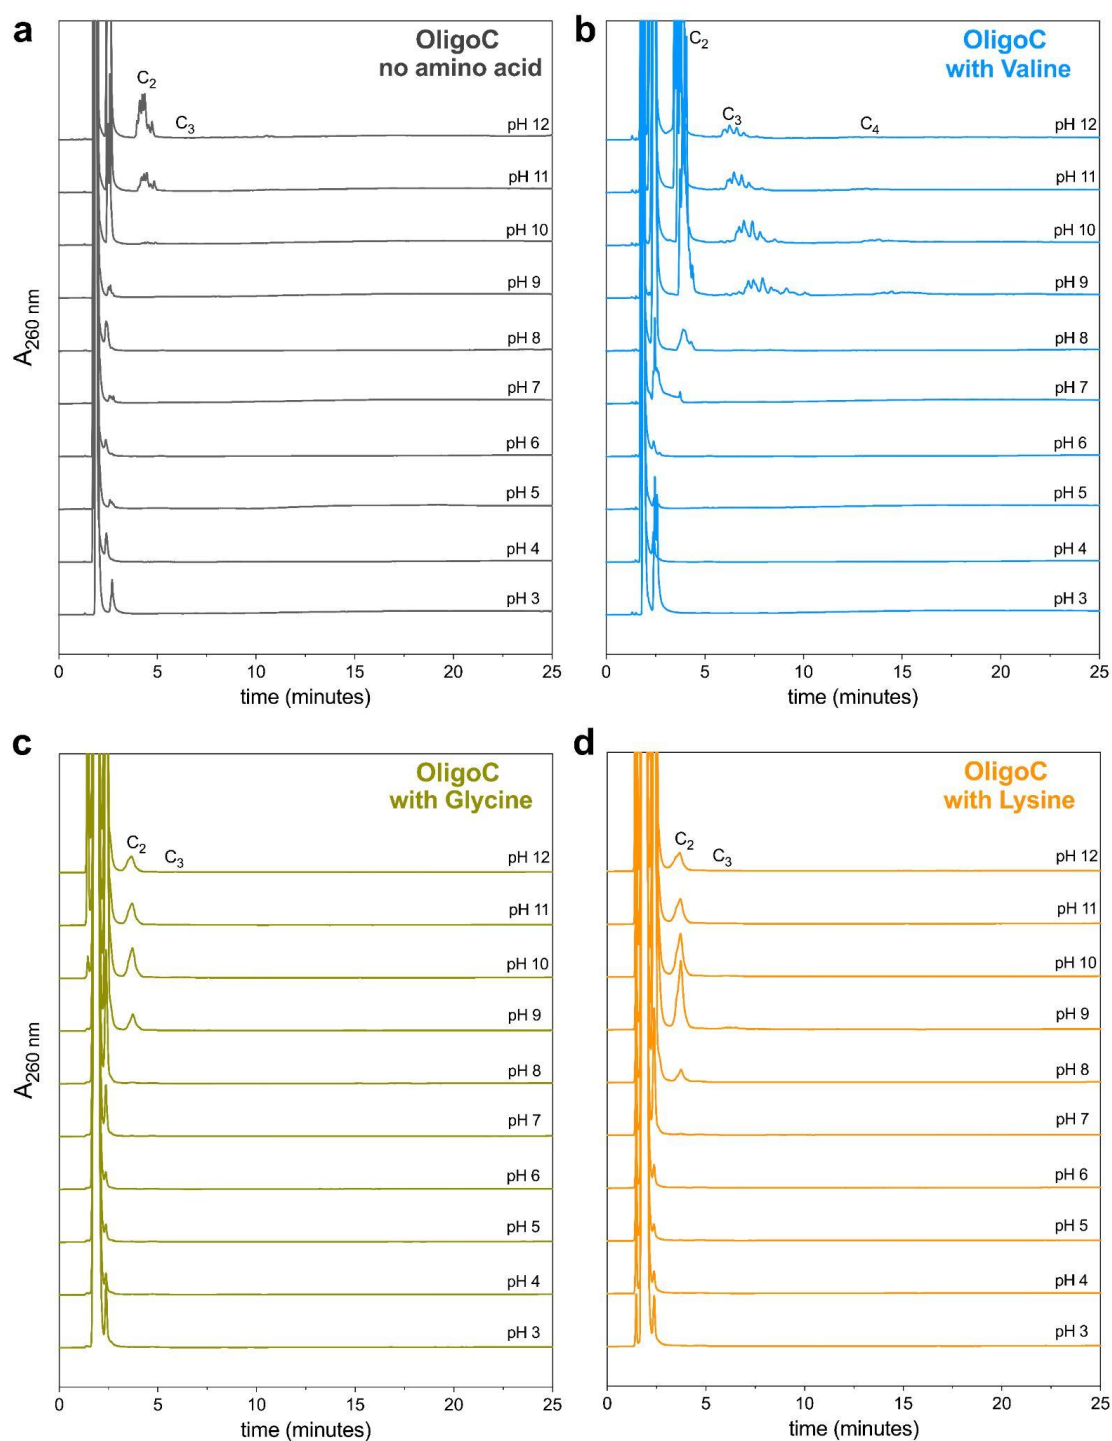 a
OligoC
no amino acid
C2
C3
pH 12
pH 11
pH 10
pH 9
pH 8
pH 7
pH 6
pH 5
pH 4
pH 3
A260 nm
0 5 10 15 20 25
time (minutes)
b
OligoC
with Valine
C2
C3
C4
pH 12
pH 11
pH 10
pH 9
pH 8
pH 7
pH 6
pH 5
pH 4
pH 3
0 5 10 15 20 25
time (minutes)
c
OligoC
with Glycine
C2
C3
pH 12
pH 11
pH 10
pH 9
pH 8
pH 7
pH 6
pH 5
pH 4
pH 3
A260 nm
0 5 10 15 20 25
time (minutes)
d
OligoC
with Lysine
C2
C3
pH 12
pH 11
pH 10
pH 9
pH 8
pH 7
pH 6
pH 5
pH 4
pH 3
0 5 10 15 20 25
time (minutes)